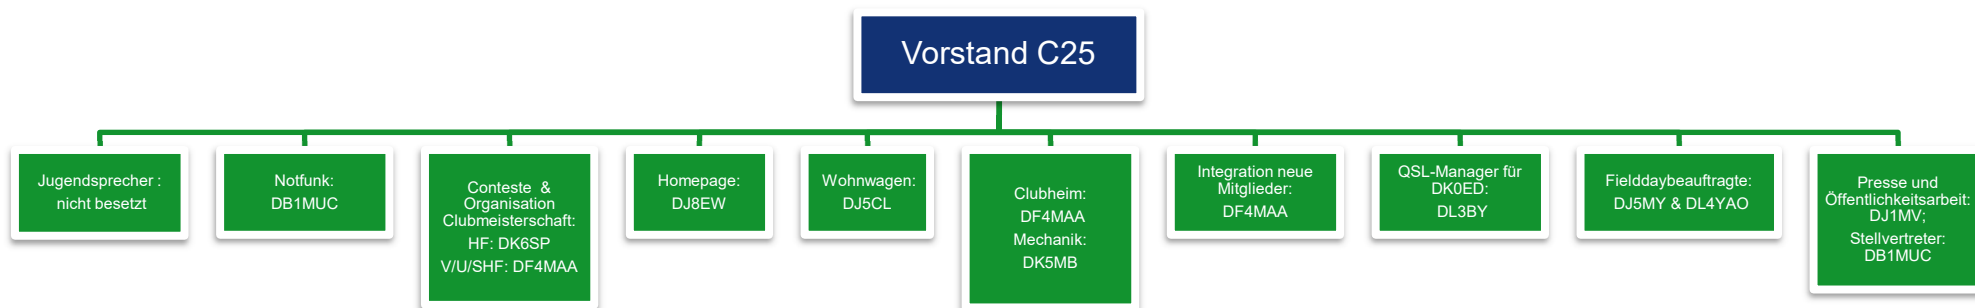 Vorstand C25
Jugendsprecher :
nicht besetzt
Notfunk:
DB1MUC
Conteste &
Organisation
Clubmeisterschaft:
HF: DK6SP
V/U/SHF: DF4MAA
Homepage:
DJ8EW
Wohnwagen:
DJ5CL
Clubheim:
DF4MAA
Mechanik:
DK5MB
Integration neue
Mitglieder:
DF4MAA
QSL-Manager für
DK0ED:
DL3BY
Fielddaybeauftragte:
DJ5MY & DL4YAO
Presse und
Öffentlichkeitsarbeit:
DJ1MV;
Stellvertreter:
DB1MUC